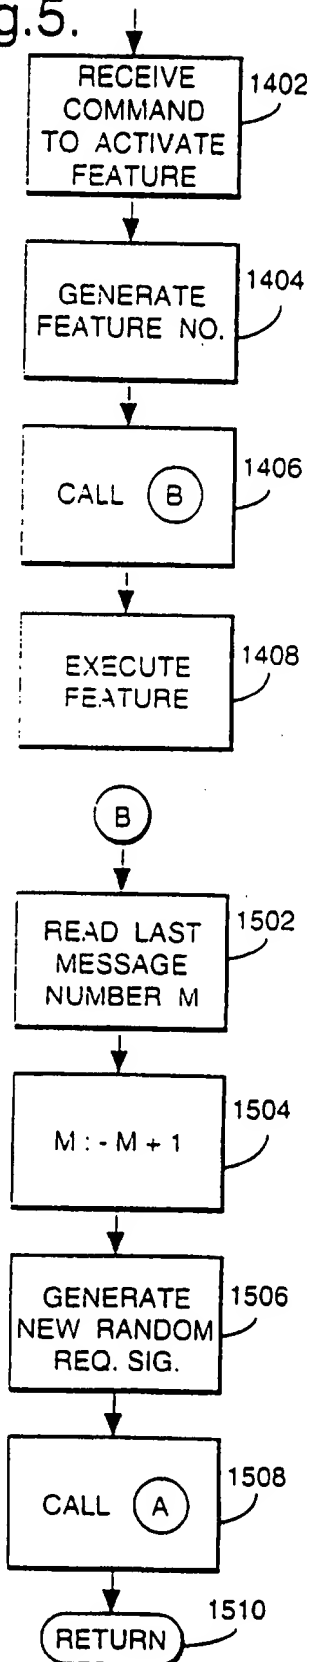 g.5.
RECEIVE
COMMAND
TO ACTIVATE
FEATURE
1402
GENERATE
FEATURE NO.
1404
CALL B
1406
EXECUTE
FEATURE
1408
B
READ LAST
MESSAGE
NUMBER M
1502
M : - M + 1
1504
GENERATE
NEW RANDOM
REQ. SIG.
1506
CALL A
1508
RETURN
1510